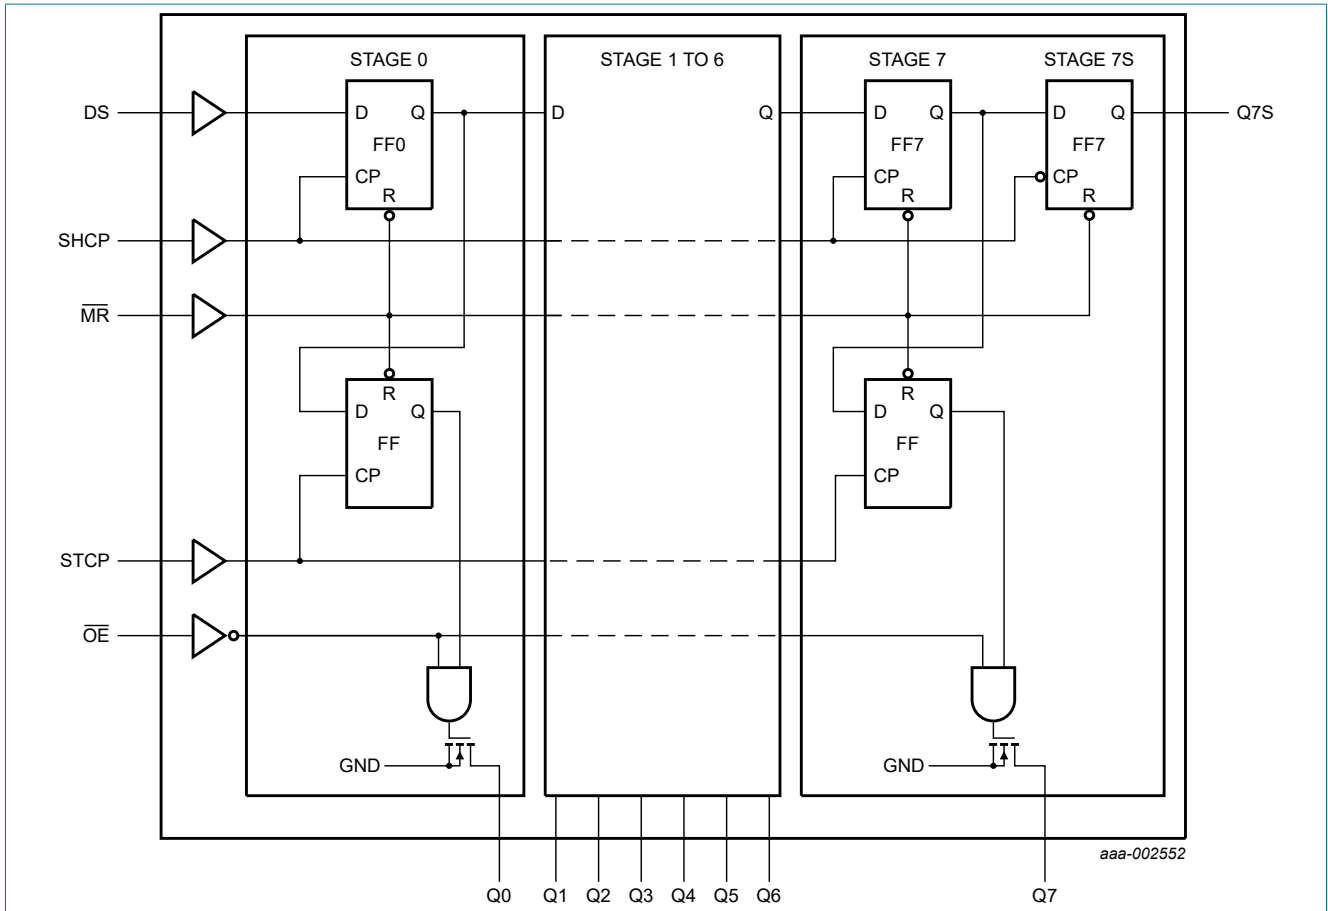 STAGE 0
STAGE 1 TO 6
STAGE 7
STAGE 7S
DS
D
Q
FF0
CP
R
D
Q
D
Q
FF7
CP
R
D
Q
FF7
CP
R
Q7S
SHCP
MR
R
D
Q
FF
CP
R
D
Q
FF
CP
STCP
OE
GND
GND
aaa-002552
Q0
Q1
Q2
Q3
Q4
Q5
Q6
Q7